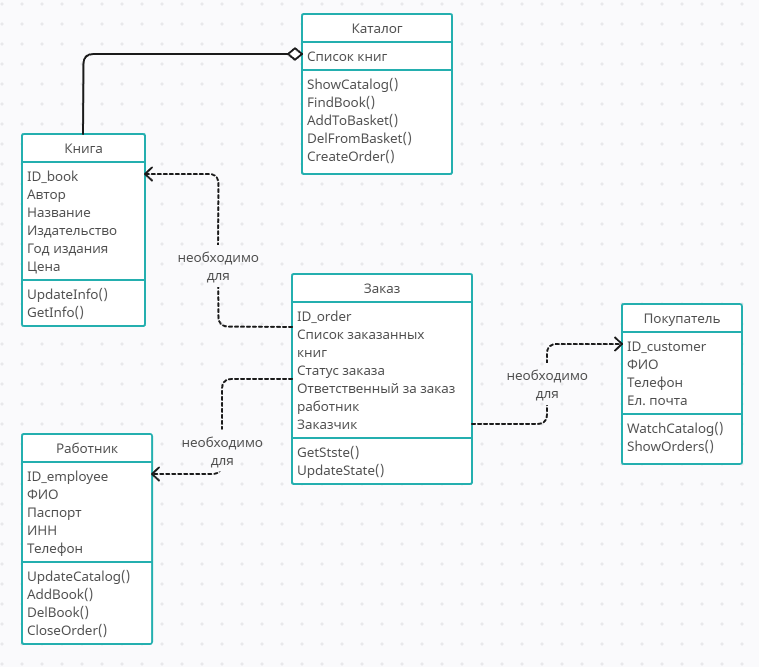 Каталог
Список книг
ShowCatalog()
FindBook()
AddToBasket()
DelFromBasket()
CreateOrder()
Книга
ID_book
Автор
Название
Издательство
Год издания
Цена
UpdateInfo()
GetInfo()
необходимо
для
Заказ
ID_order
Список заказанных
книг
Статус заказа
Ответственный за заказ
работник
Заказчик
GetStste()
UpdateState()
необходимо
для
Покупатель
ID_customer
ФИО
Телефон
Ел. почта
WatchCatalog()
ShowOrders()
необходимо
для
Работник
ID_employee
ФИО
Паспорт
ИНН
Телефон
UpdateCatalog()
AddBook()
DelBook()
CloseOrder()